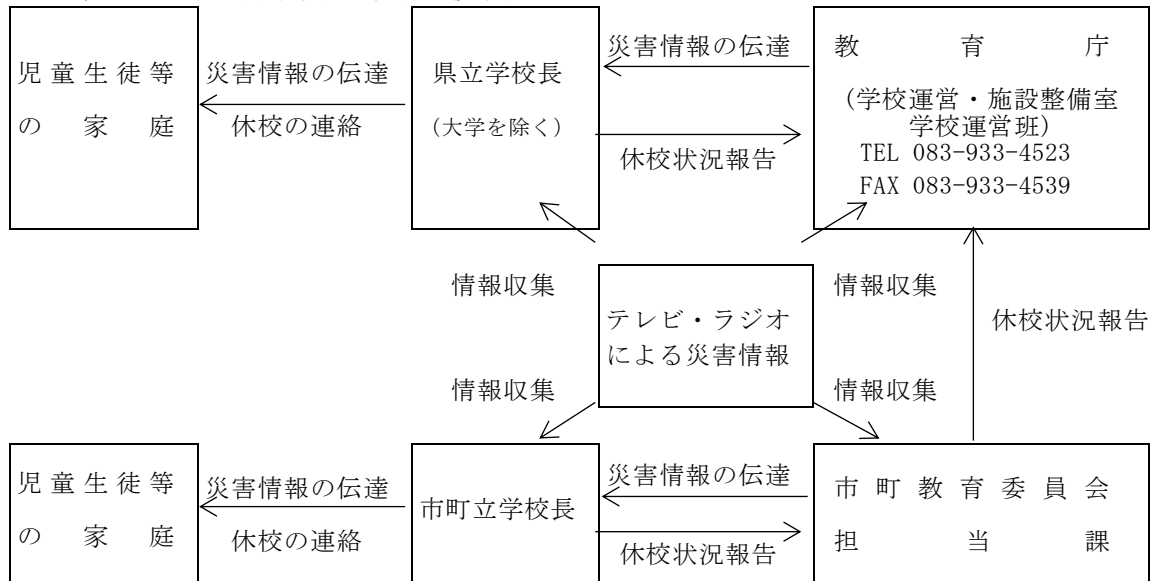 児童生徒等
の家庭
災害情報の伝達
休校の連絡
県立学校長
(大学を除く)
災害情報の伝達
休校状況報告
教育庁
(学校運営・施設整備室
学校運営班)
TEL 083-933-4523
FAX 083-933-4539
情報収集
情報収集
テレビ・ラジオ
による災害情報
休校状況報告
情報収集
情報収集
児童生徒等
の家庭
災害情報の伝達
休校の連絡
市町立学校長
災害情報の伝達
休校状況報告
市町教育委員会
担当課